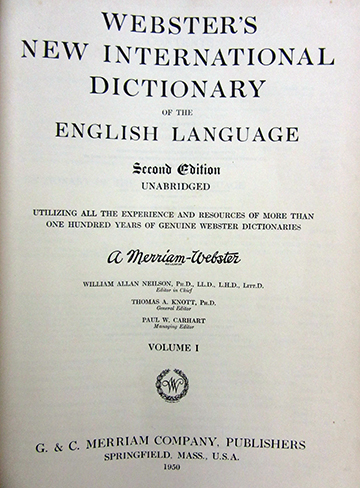 WEBSTER'S
NEW INTERNATIONAL
DICTIONARY
OF THE
ENGLISH LANGUAGE
Second Edition
UNABRIDGED
UTILIZING ALL THE EXPERIENCE AND RESOURCES OF MORE THAN
ONE HUNDRED YEARS OF GENUINE WEBSTER DICTIONARIES
A Merriam-Webster
WILLIAM ALLAN NEILSON, PH.D., LL.D., L.H.D., LITT.D.
Editor in Chief
THOMAS A. KNOTT, PH.D.
General Editor
PAUL W. CARHART
Managing Editor
VOLUME I
W
G. & C. MERRIAM COMPANY, PUBLISHERS
SPRINGFIELD, MASS., U.S.A.
1950